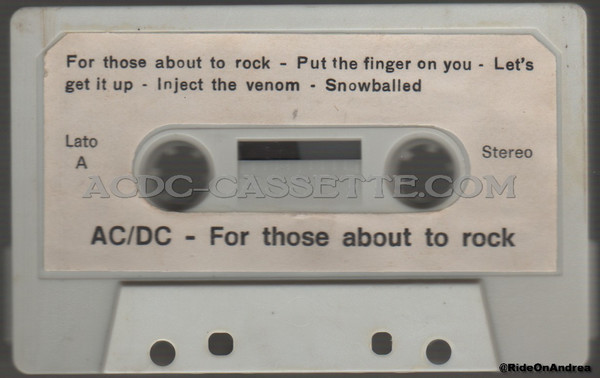 For those about to rock - Put the finger on you - Let's
get it up - Inject the venom - Snowballed
Lato
A
Stereo
ACDC-CASSETTE.COM
AC/DC - For those about to rock
@RideOnAndrea